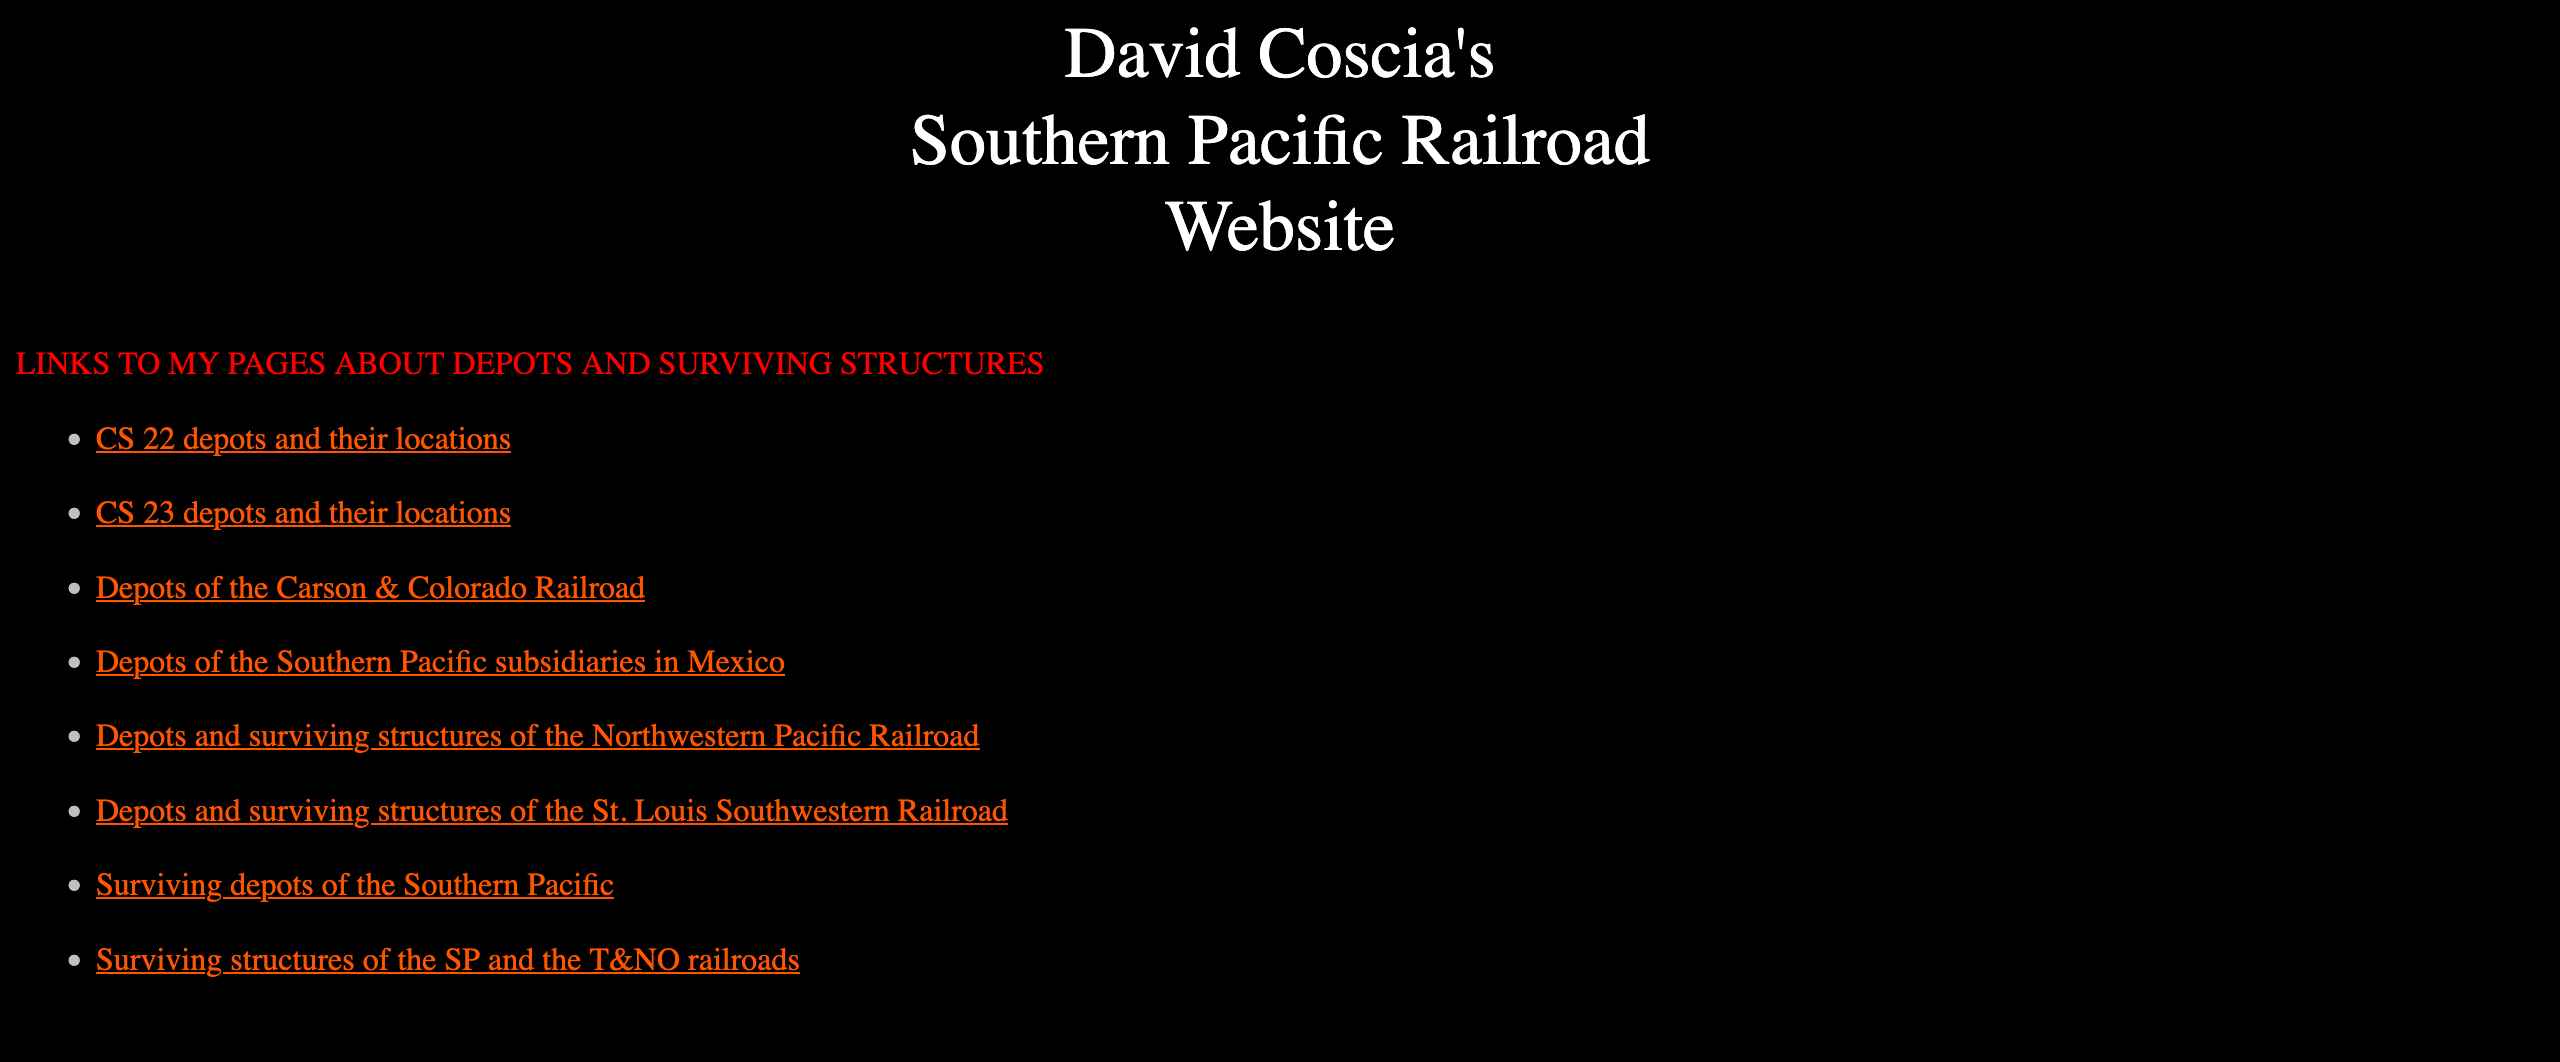 David Coscia's
Southern Pacific Railroad
Website
LINKS TO MY PAGES ABOUT DEPOTS AND SURVIVING STRUCTURES
CS 22 depots and their locations
CS 23 depots and their locations
Depots of the Carson & Colorado Railroad
Depots of the Southern Pacific subsidiaries in Mexico
Depots and surviving structures of the Northwestern Pacific Railroad
Depots and surviving structures of the St. Louis Southwestern Railroad
Surviving depots of the Southern Pacific
Surviving structures of the SP and the T&NO railroads